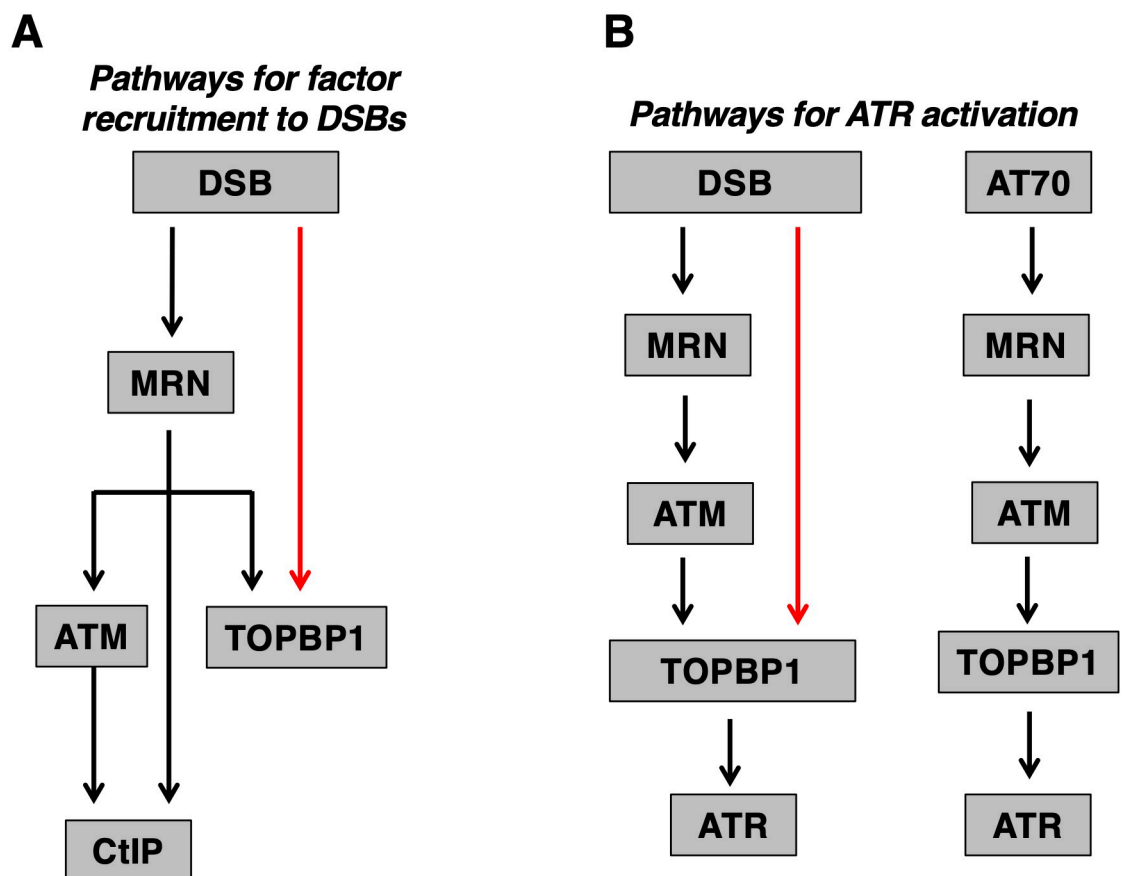 A
Pathways for factor
recruitment to DSBs
DSB
MRN
ATM
TOPBP1
CtIP
B
Pathways for ATR activation
DSB
AT70
MRN
MRN
ATM
ATM
TOPBP1
TOPBP1
ATR
ATR